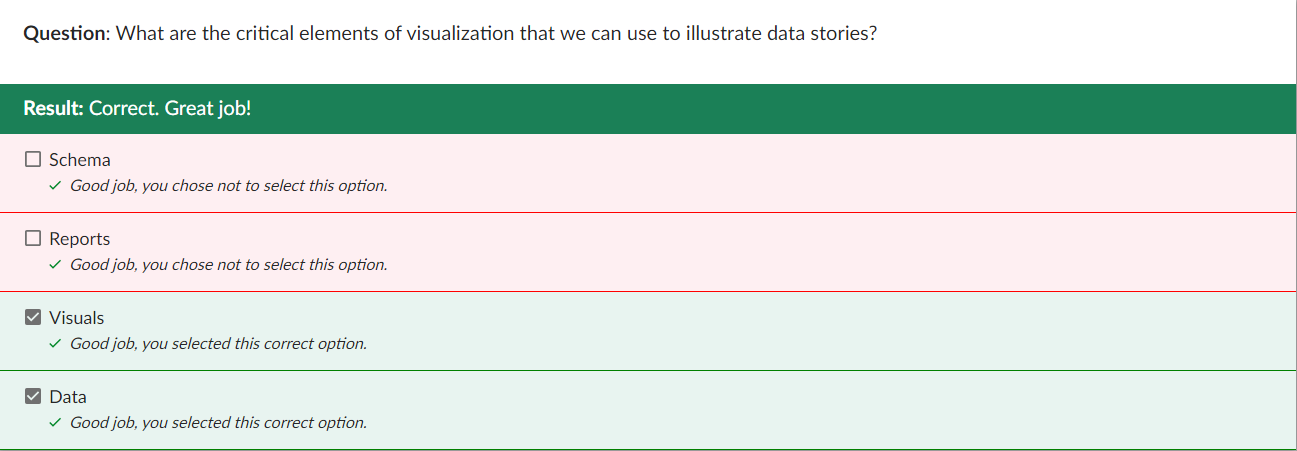 Question: What are the critical elements of visualization that we can use to illustrate data stories?
Result: Correct. Great job!
Schema
Good job, you chose not to select this option.
Reports
Good job, you chose not to select this option.
Visuals
Good job, you selected this correct option.
Data
Good job, you selected this correct option.